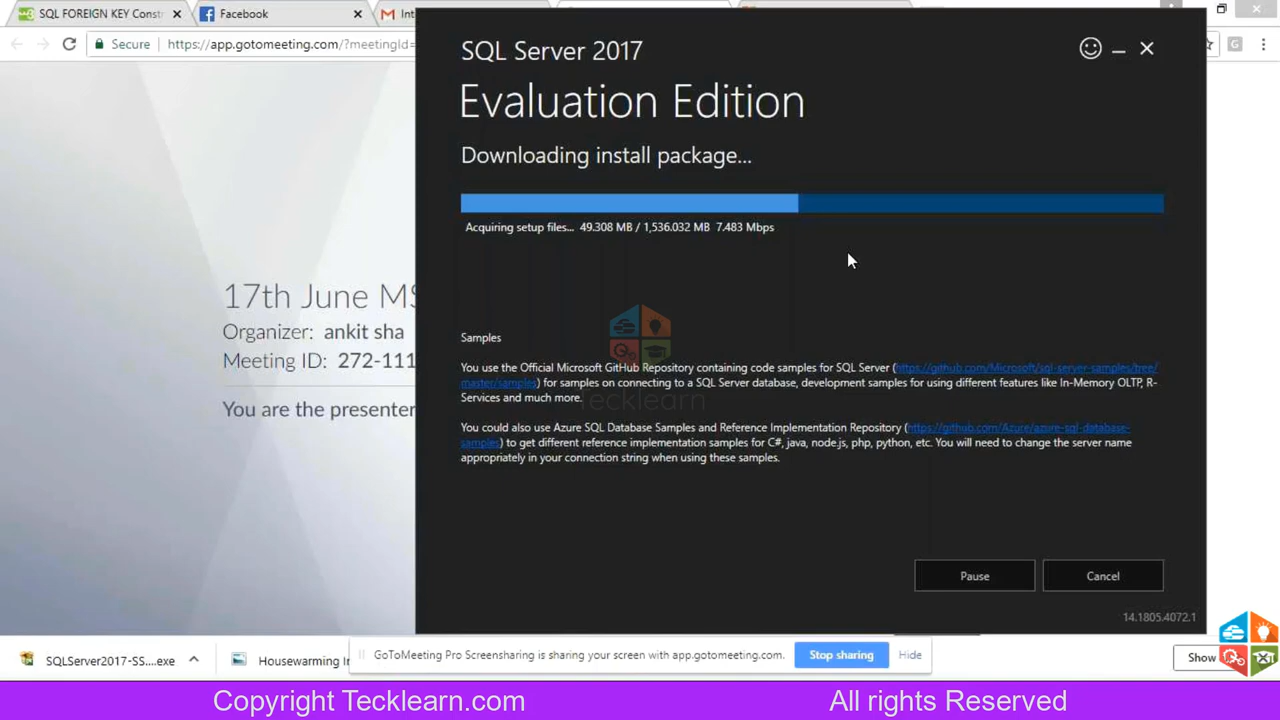 SQL FOREIGN KEY Const
Facebook
Int
Secure
https://app.gotomeeting.com/?meetingId=
17th June MS
Organizer: ankit sha
Meeting ID: 272-111
You are the presenter
SQL Server 2017
Evaluation Edition
Downloading install package...
Acquiring setup files... 49.308 MB / 1,536.032 MB 7.483 Mbps
Samples
You use the Official Microsoft GitHub Repository containing code samples for SQL Server (https://github.com/Microsoft/sql-server-samples/tree/
master/samples) for samples on connecting to a SQL Server database, development samples for using different features like In-Memory OLTP, R-
Services and much more.
Tecklearn
You could also use Azure SQL Database Samples and Reference Implementation Repository (https://github.com/Azure/azure-sql-database-
samples) to get different reference implementation samples for C#, java, node.js, php, python, etc. You will need to change the server name
appropriately in your connection string when using these samples.
Pause
Cancel
14.1805.4072.1
SQLServer2017-SS....exe
Housewarming In
GoToMeeting Pro Screensharing is sharing your screen with app.gotomeeting.com.
Stop sharing
Hide
Show
Copyright Tecklearn.com
All rights Reserved